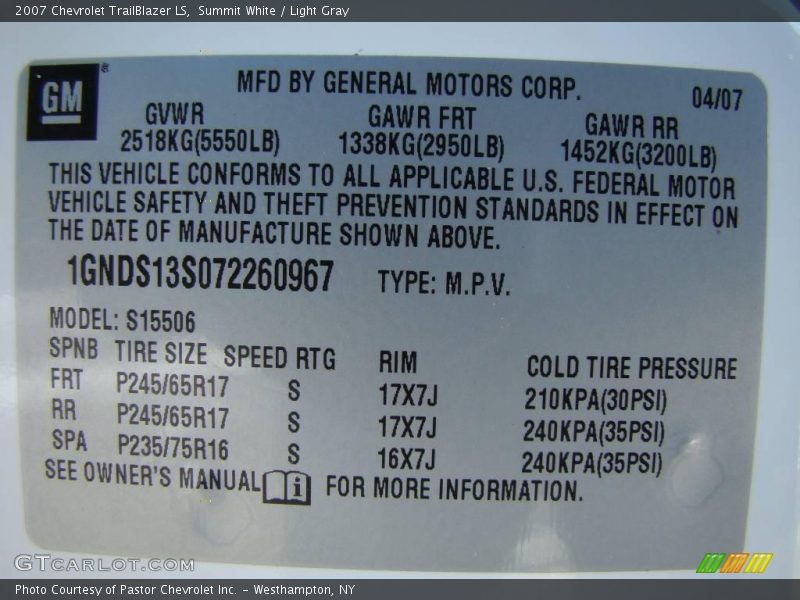 2007 Chevrolet TrailBlazer LS,  Summit White / Light Gray
GM®
MFD BY GENERAL MOTORS CORP.
04/07
GVWR GAWR FRT GAWR RR
2518KG(5550LB) 1338KG(2950LB) 1452KG(3200LB)
THIS VEHICLE CONFORMS TO ALL APPLICABLE U.S. FEDERAL MOTOR
VEHICLE SAFETY AND THEFT PREVENTION STANDARDS IN EFFECT ON
THE DATE OF MANUFACTURE SHOWN ABOVE.
1GNDS13S072260967 TYPE: M.P.V.
MODEL: S15506
SPNB TIRE SIZE SPEED RTG RIM COLD TIRE PRESSURE
FRT P245/65R17 S 17X7J 210KPA(30PSI)
RR P245/65R17 S 17X7J 240KPA(35PSI)
SPA P235/75R16 S 16X7J 240KPA(35PSI)
SEE OWNER'S MANUAL i FOR MORE INFORMATION.
GTCARLOT.COM
Photo Courtesy of Pastor Chevrolet Inc. - Westhampton, NY